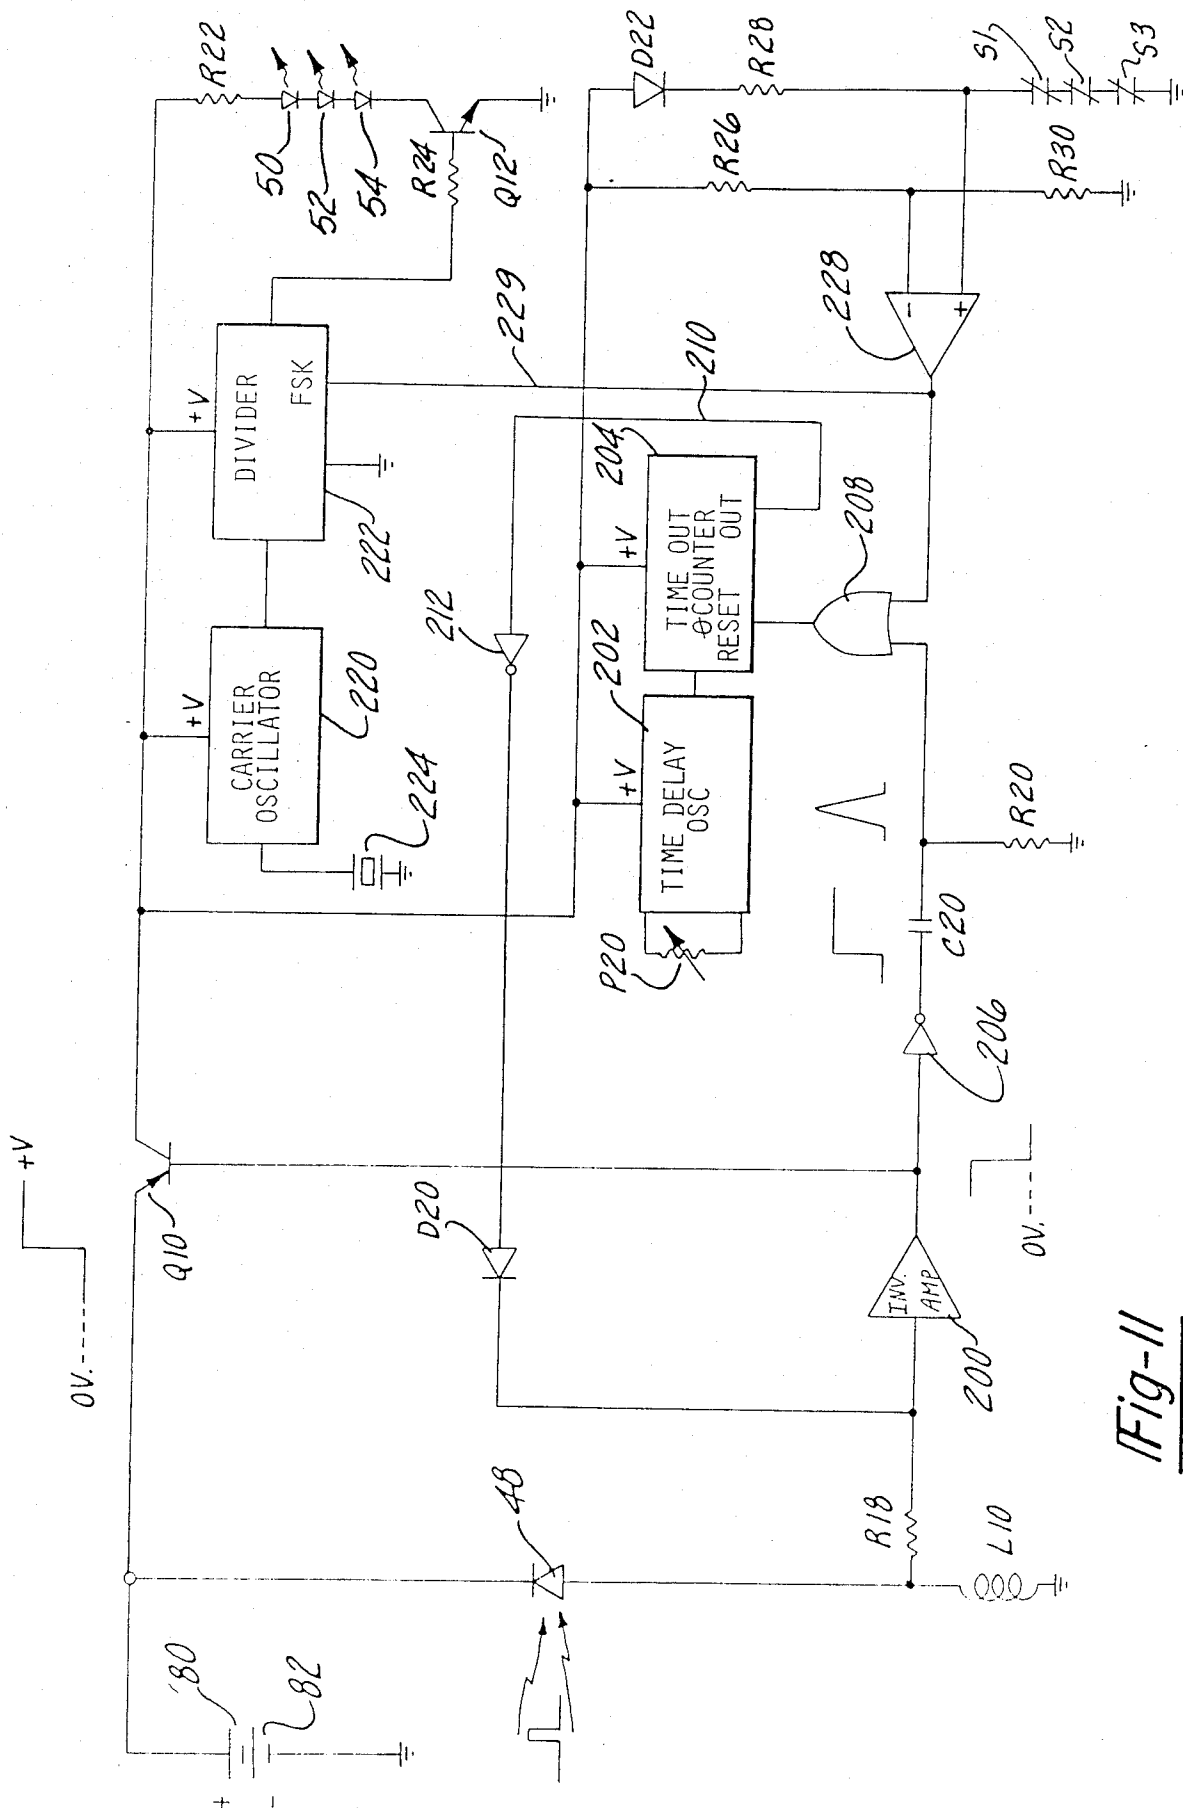 +V
0V.
Q10
R22
50
52
54
R24
Q12
+V
DIVIDER
FSK
222
+V
CARRIER
OSCILLATOR
220
224
D22
R28
R26
S1
S2
S3
R30
229
228
-
+
210
204
+V
TIME OUT
COUNTER
RESET OUT
202
+V
TIME DELAY
OSC
P20
208
212
D20
R20
C20
206
0V.
INV.
AMP
200
R18
L10
48
80
82
+
-
Fig-11